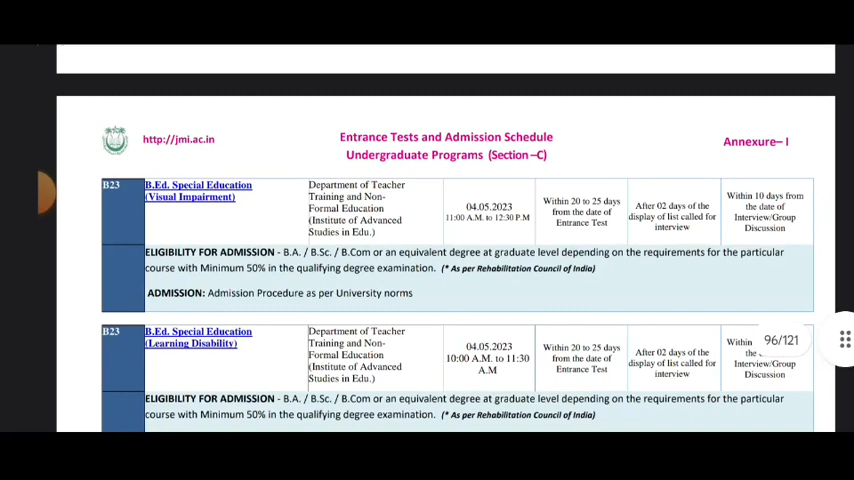 http://jmi.ac.in
Entrance Tests and Admission Schedule
Undergraduate Programs (Section –C)
Annexure– I
B23
B.Ed. Special Education
(Visual Impairment)
Department of Teacher
Training and Non-
Formal Education
(Institute of Advanced
Studies in Edu.)
04.05.2023
11:00 A.M. to 12:30 P.M
Within 20 to 25 days
from the date of
Entrance Test
After 02 days of the
display of list called for
interview
Within 10 days from
the date of
Interview/Group
Discussion
ELIGIBILITY FOR ADMISSION - B.A. / B.Sc. / B.Com or an equivalent degree at graduate level depending on the requirements for the particular
course with Minimum 50% in the qualifying degree examination. (* As per Rehabilitation Council of India)
ADMISSION: Admission Procedure as per University norms
B23
B.Ed. Special Education
(Learning Disability)
Department of Teacher
Training and Non-
Formal Education
(Institute of Advanced
Studies in Edu.)
04.05.2023
10:00 A.M. to 11:30
A.M
Within 20 to 25 days
from the date of
Entrance Test
After 02 days of the
display of list called for
interview
Within
the
Interview/Group
Discussion
96/121
ELIGIBILITY FOR ADMISSION - B.A. / B.Sc. / B.Com or an equivalent degree at graduate level depending on the requirements for the particular
course with Minimum 50% in the qualifying degree examination. (* As per Rehabilitation Council of India)